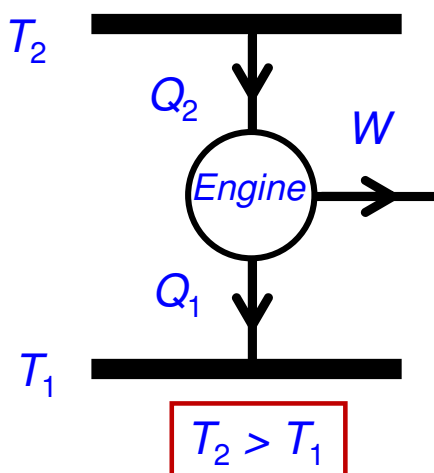 T₂
Q₂
W
Engine
Q₁
T₁
T₂ > T₁